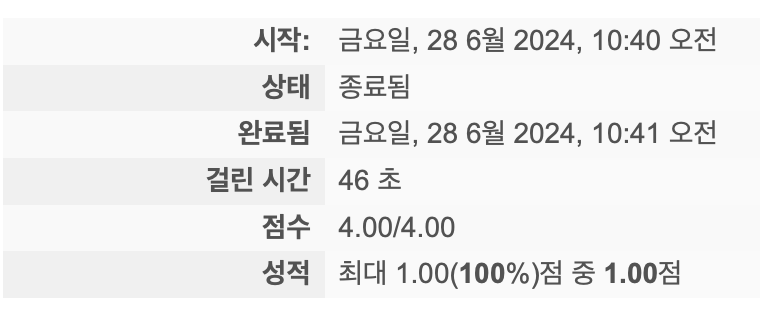 시작: 금요일, 28 6월 2024, 10:40 오전
상태 종료됨
완료됨 금요일, 28 6월 2024, 10:41 오전
걸린 시간 46 초
점수 4.00/4.00
성적 최대 1.00(100%)점 중 1.00점